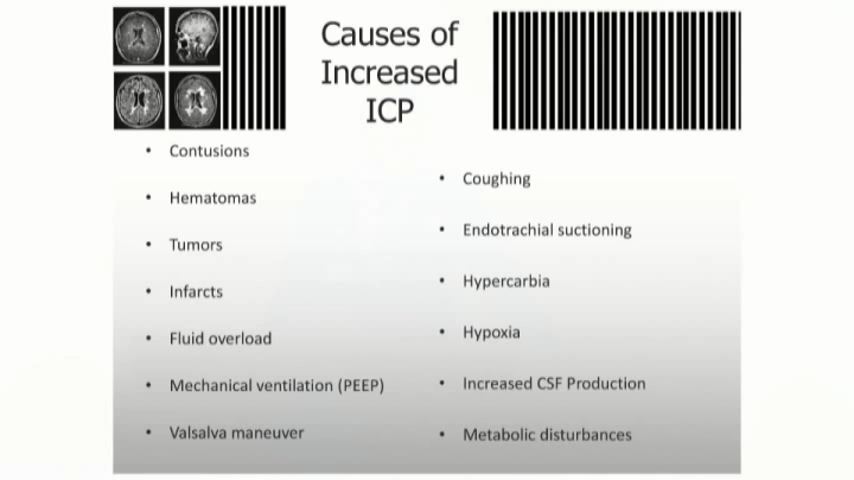 Causes of
Increased
ICP
• Contusions
• Hematomas
• Tumors
• Infarcts
• Fluid overload
• Mechanical ventilation (PEEP)
• Valsalva maneuver
• Coughing
• Endotrachial suctioning
• Hypercarbia
• Hypoxia
• Increased CSF Production
• Metabolic disturbances